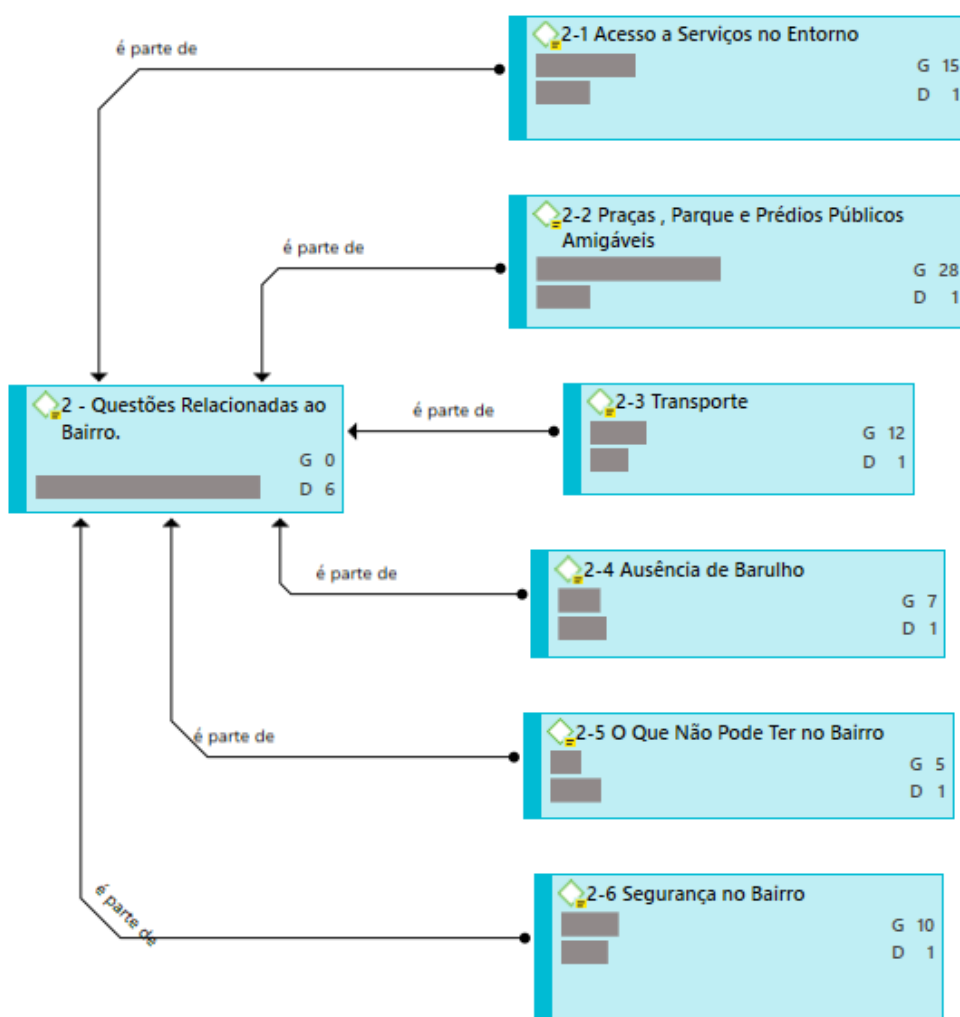 2-1 Acesso a Serviços no Entorno
é parte de
G 15
D 1
2-2 Praças , Parque e Prédios Públicos
Amigáveis
é parte de
G 28
D 1
2 - Questões Relacionadas ao
Bairro.
G 0
D 6
2-3 Transporte
é parte de
G 12
D 1
2-4 Ausência de Barulho
é parte de
G 7
D 1
2-5 O Que Não Pode Ter no Bairro
é parte de
G 5
D 1
2-6 Segurança no Bairro
é parte de
G 10
D 1